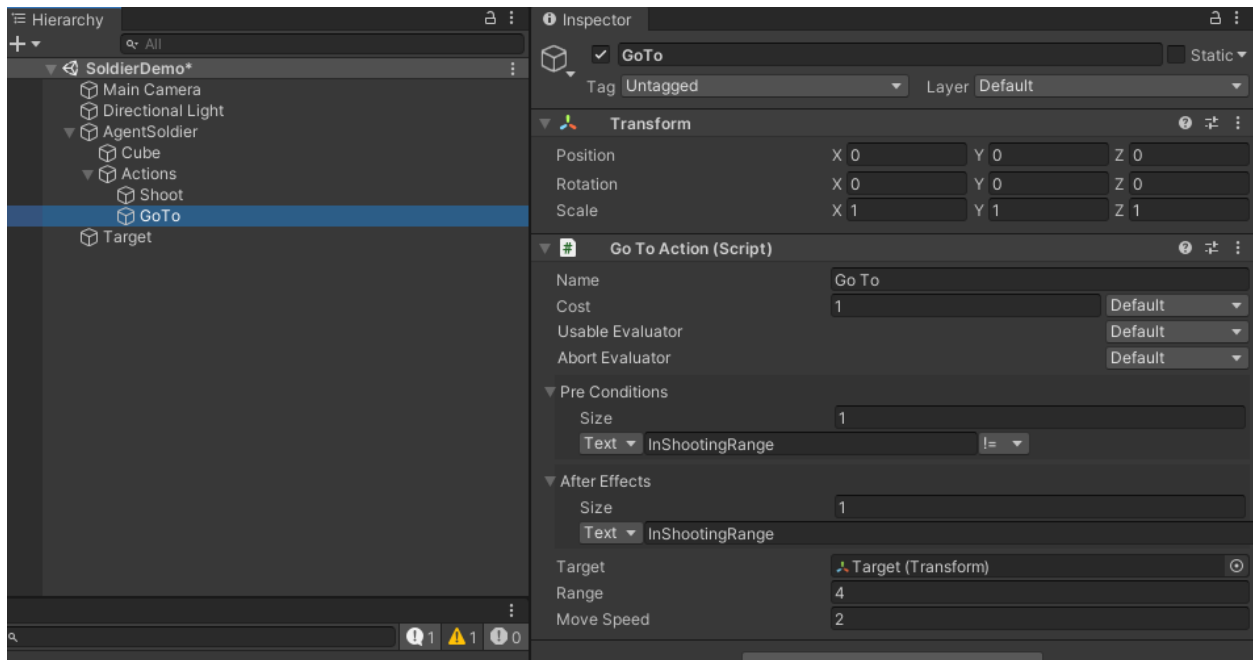 Hierarchy
All
SoldierDemo*
Main Camera
Directional Light
AgentSoldier
Cube
Actions
Shoot
GoTo
Target
1 1 0
Inspector
GoTo Static
Tag Untagged Layer Default
Transform
Position X 0 Y 0 Z 0
Rotation X 0 Y 0 Z 0
Scale X 1 Y 1 Z 1
# Go To Action (Script)
Name Go To
Cost 1 Default
Usable Evaluator Default
Abort Evaluator Default
Pre Conditions
Size 1
Text InShootingRange !=
After Effects
Size 1
Text InShootingRange
Target Target (Transform)
Range 4
Move Speed 2